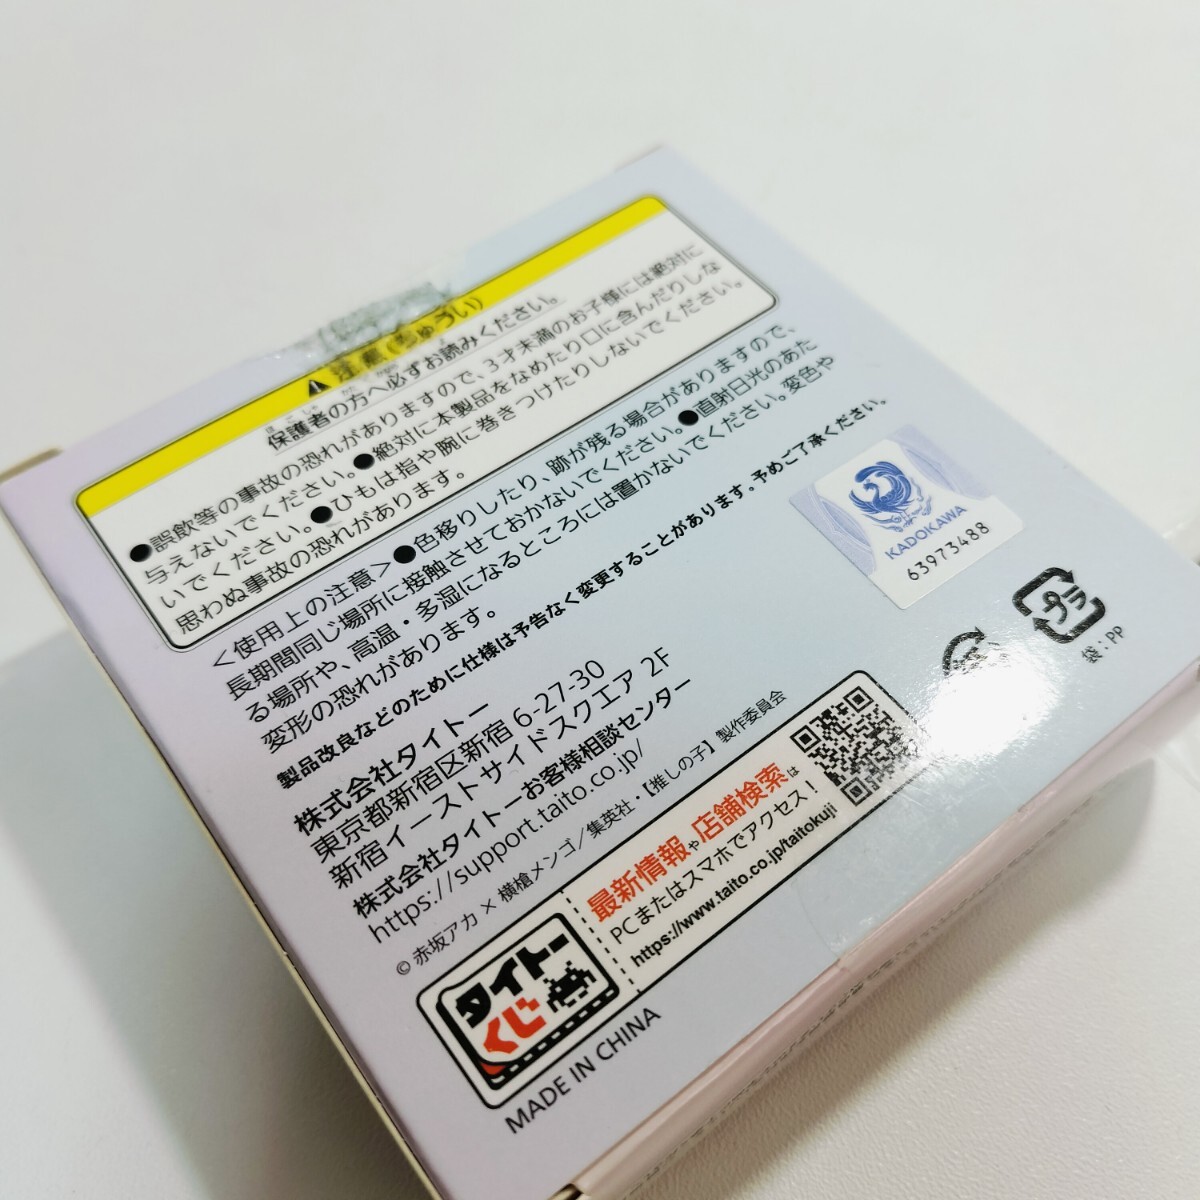 注意(ちゅうい)
保護者の方へ必ずお読みください。
●誤飲等の事故の恐れがありますので、3才未満のお子様には絶対に
与えないでください。●絶対に本製品をなめたり口に含んだりしな
いでください。●ひもは指や腕に巻きつけたりしないでください。
思わぬ事故の恐れがあります。
<使用上の注意>●色移りしたり、跡が残る場合がありますので、
長期間同じ場所に接触させておかないでください。●直射日光のあた
る場所や、高温・多湿になるところには置かないでください。変色や
変形の恐れがあります。
製品改良などのために仕様は予告なく変更することがあります。予めご了承ください。
株式会社タイトー
東京都新宿区新宿 6-27-30
新宿イーストサイドスクエア 2F
株式会社タイトーお客様相談センター
https://support.taito.co.jp/
© 赤坂アカ × 横槍メンゴ/集英社・【推しの子】製作委員会
KADOKAWA
63973488
プラ
袋:PP
タイトー
くじ
最新情報や店舗検索は
PCまたはスマホでアクセス!
https://www.taito.co.jp/taitokuji
MADE IN CHINA